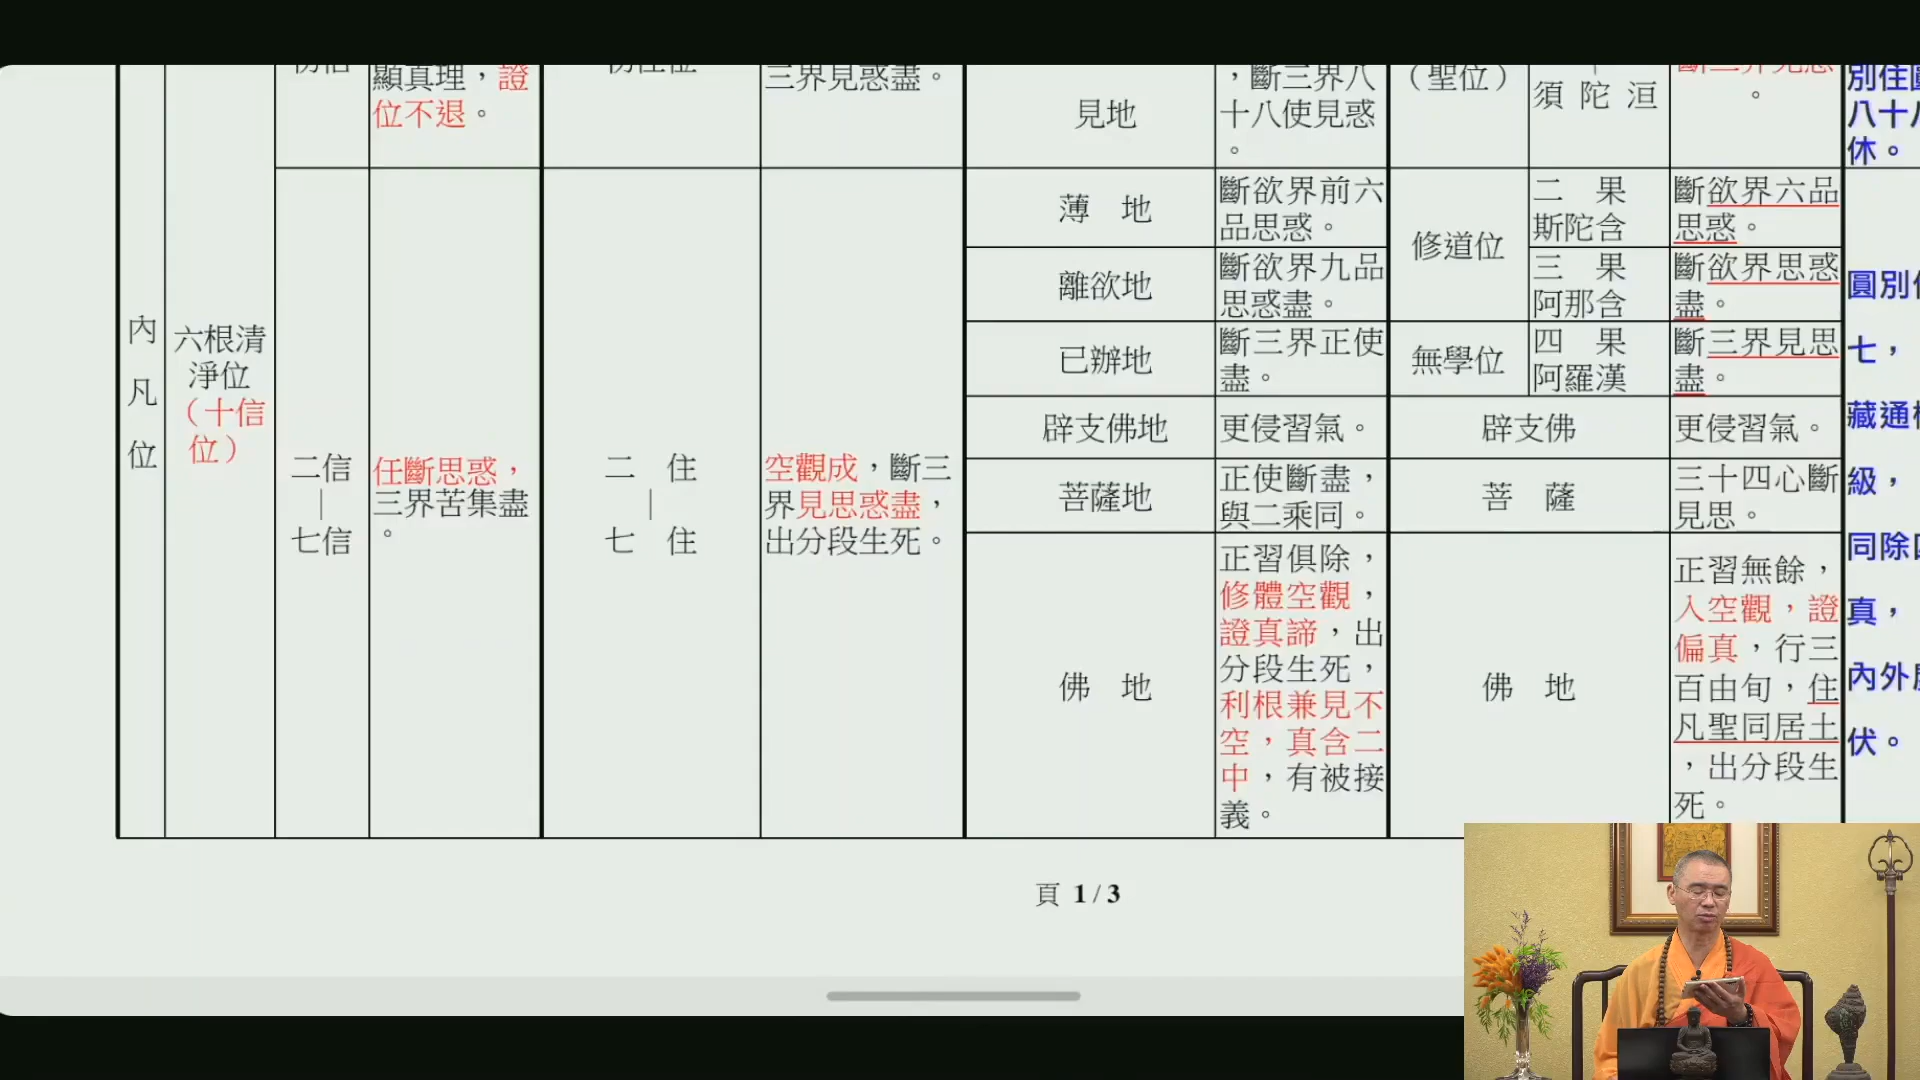 顯真理，證
位不退。
三界見惑盡。
見地
，斷三界八
十八使見惑
。
（聖位）
須陀洹
。
別住圓
八十八
休。
內
凡
位
六根清
淨位
（十信
位）
二信
｜
七信
任斷思惑，
三界苦集盡
。
二　住
｜
七　住
空觀成，斷三
界見思惑盡，
出分段生死。
薄　地
斷欲界前六
品思惑。
修道位
二　果
斯陀含
斷欲界六品
思惑。
離欲地
斷欲界九品
思惑盡。
三　果
阿那含
斷欲界思惑
盡。
已辦地
斷三界正使
盡。
無學位
四　果
阿羅漢
斷三界見思
盡。
辟支佛地
更侵習氣。
辟支佛
更侵習氣。
菩薩地
正使斷盡，
與二乘同。
菩　薩
三十四心斷
見思。
佛　地
正習俱除，
修體空觀，
證真諦，出
分段生死，
利根兼見不
空，真含二
中，有被接
義。
佛　地
正習無餘，
入空觀，證
偏真，行三
百由旬，住
凡聖同居土
，出分段生
死。
圓別
七，
藏通
級，
同除
真，
內外
伏。
頁 1 / 3